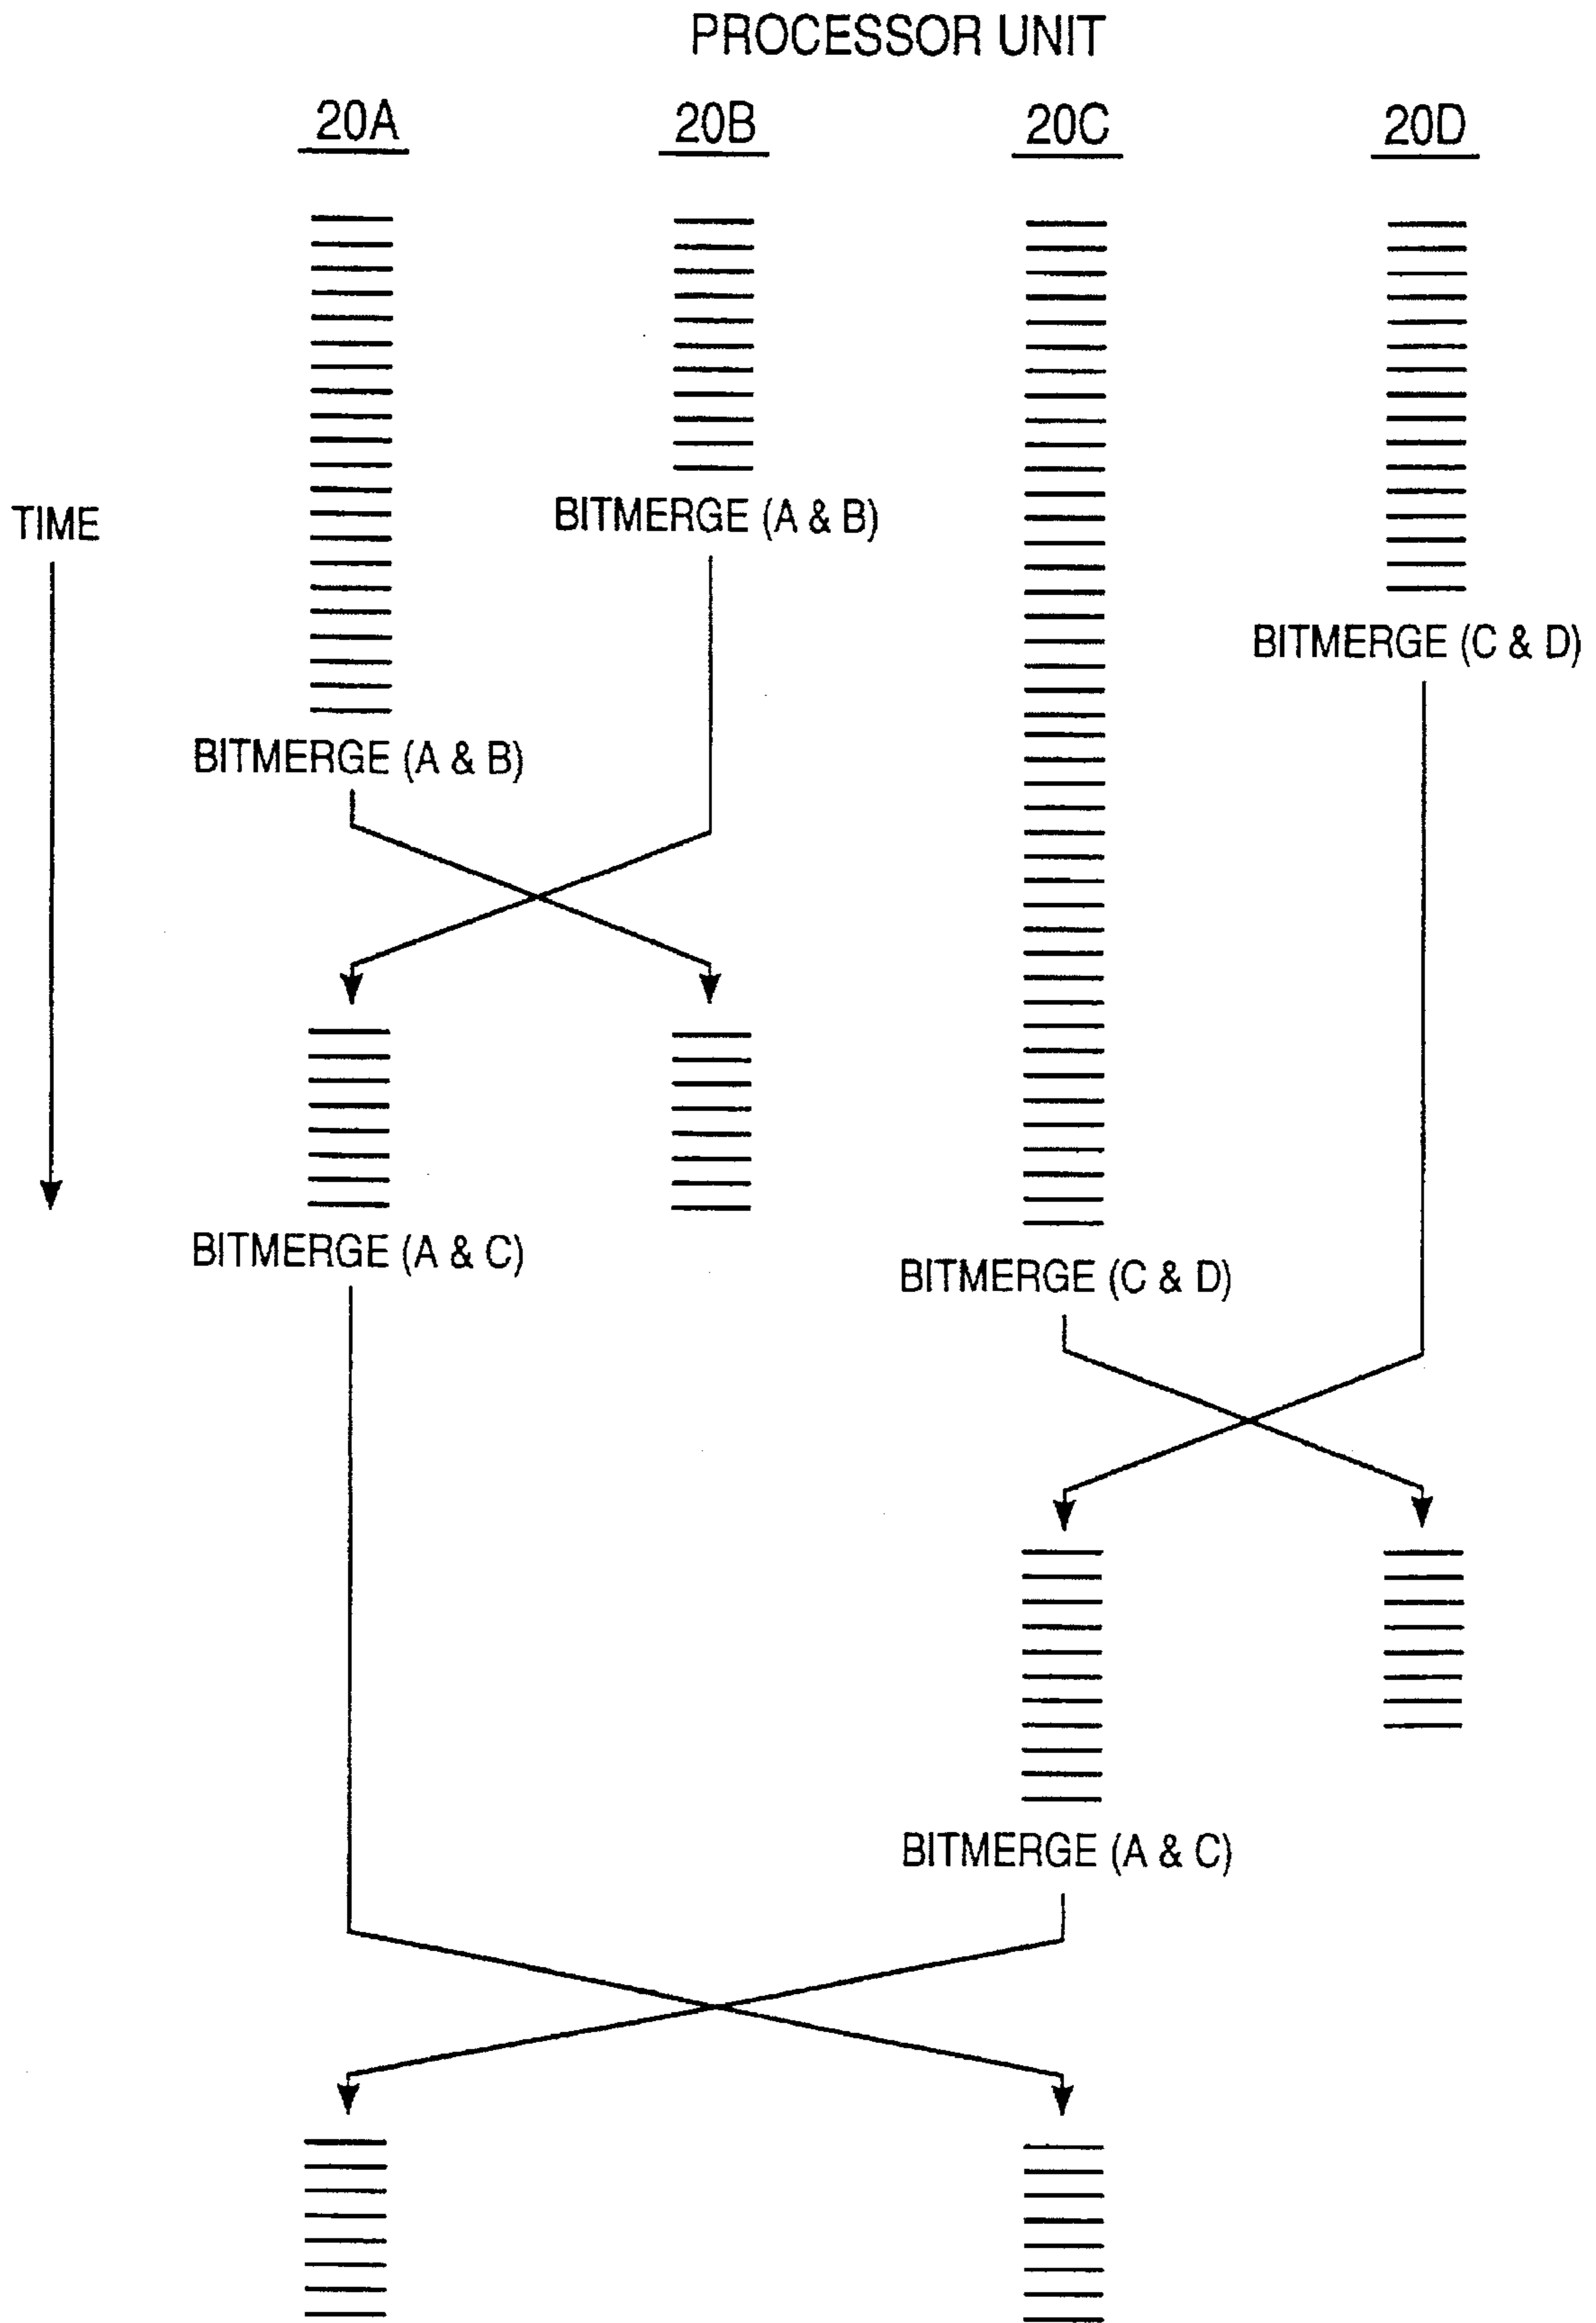 PROCESSOR UNIT
20A 20B 20C 20D
BITMERGE (A & B)
TIME
BITMERGE (C & D)
BITMERGE (A & B)
BITMERGE (A & C)
BITMERGE (C & D)
BITMERGE (A & C)